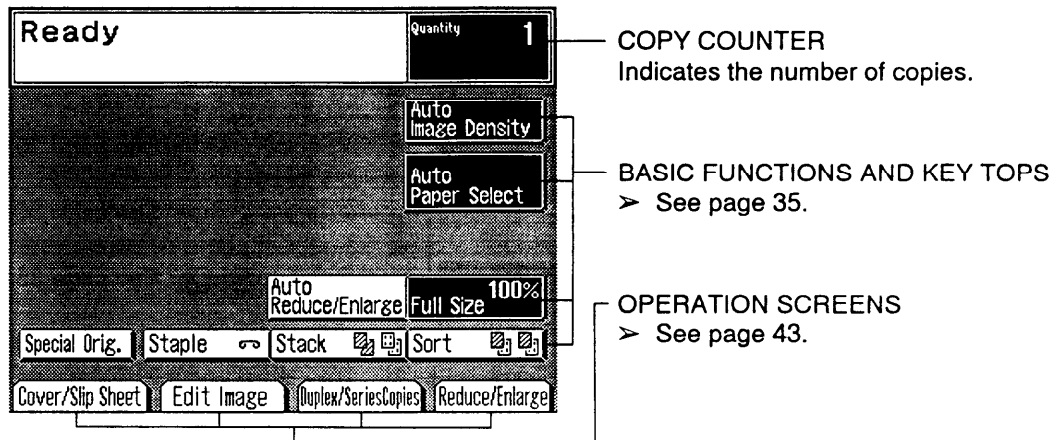 Ready
Quantity 1
COPY COUNTER
Indicates the number of copies.
Auto
Image Density
Auto
Paper Select
BASIC FUNCTIONS AND KEY TOPS
➢ See page 35.
Auto
Reduce/Enlarge
100%
Full Size
OPERATION SCREENS
➢ See page 43.
Special Orig. Staple Stack Sort
Cover/Slip Sheet Edit Image Duplex/SeriesCopies Reduce/Enlarge